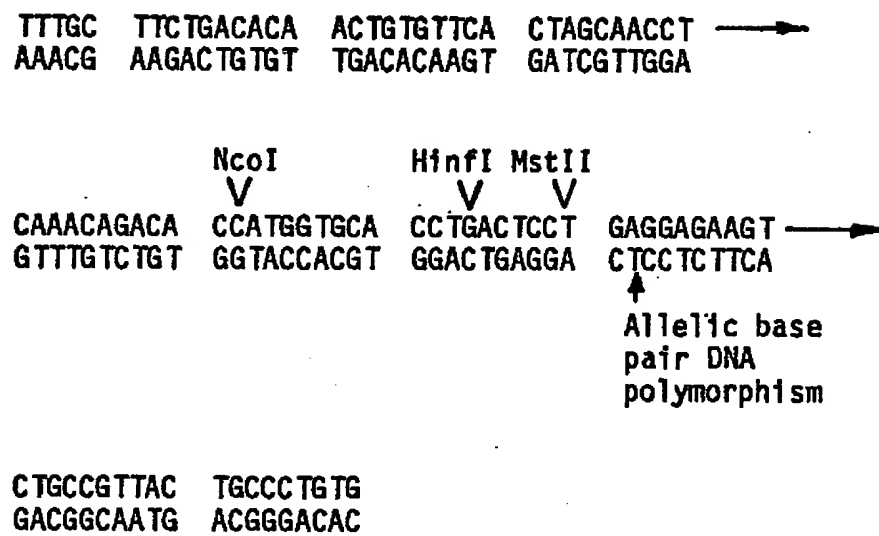 TTTGC TTCTGACACA ACTGTGTTCA CTAGCAACCT
AAACG AAGACTGTGT TGACACAAGT GATCGTTGGA
NcoI HinfI MstII
CAAACAGACA CCATGGTGCA CCTGACTCCT GAGGAGAAGT
GTTTGTCTGT GGTACCACGT GGACTGAGGA CTCCTCTTCA
Allelic base
pair DNA
polymorphism
CTGCCGTTAC TGCCCTGTG
GACGGCAATG ACGGGACAC